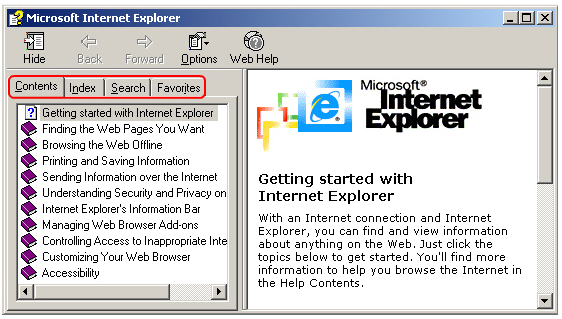 Microsoft Internet Explorer
Hide Back Forward Options Web Help
Contents Index Search Favorites
Getting started with Internet Explorer
Finding the Web Pages You Want
Browsing the Web Offline
Printing and Saving Information
Sending Information over the Internet
Understanding Security and Privacy on
Internet Explorer's Information Bar
Managing Web Browser Add-ons
Controlling Access to Inappropriate Inte
Customizing Your Web Browser
Accessibility
Microsoft®
Internet
Explorer
Getting started with
Internet Explorer
With an Internet connection and Internet
Explorer, you can find and view information
about anything on the Web. Just click the
topics below to get started. You'll find more
information to help you browse the Internet in
the Help Contents.